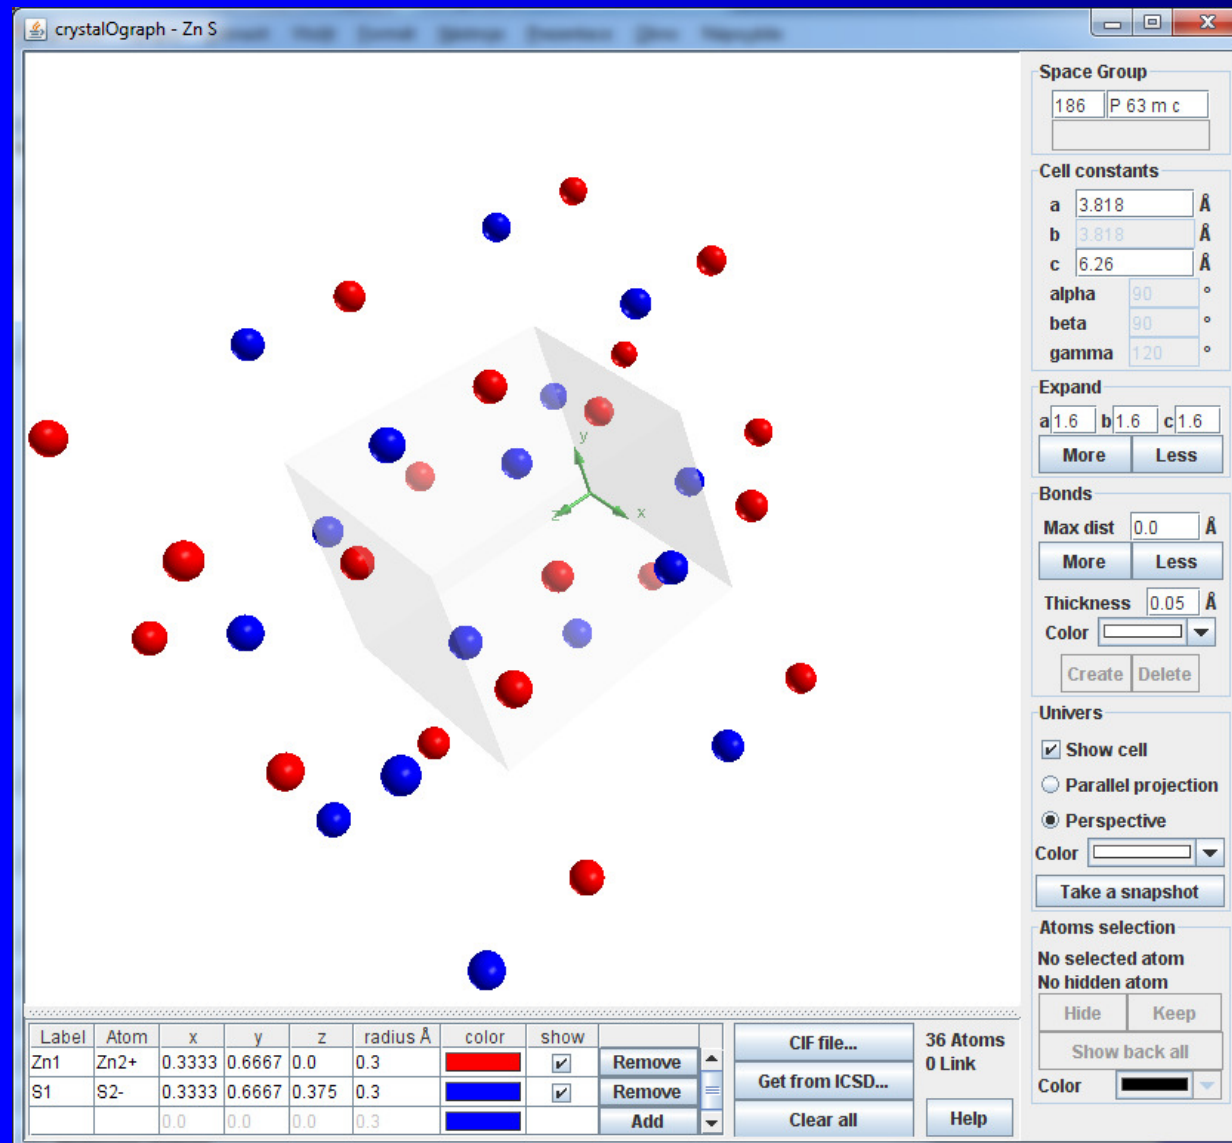 crystalOgraph - Zn S
Space Group
186 P 63 m c
Cell constants
a 3.818 Å
b 3.818 Å
c 6.26 Å
alpha 90 °
beta 90 °
gamma 120 °
Expand
a 1.6 b 1.6 c 1.6
More Less
Bonds
Max dist 0.0 Å
More Less
Thickness 0.05 Å
Color
Create Delete
Univers
Show cell
Parallel projection
Perspective
Color
Take a snapshot
Atoms selection
No selected atom
No hidden atom
Hide Keep
Show back all
Color
y
z x
Label Atom x y z radius Å color show
Zn1 Zn2+ 0.3333 0.6667 0.0 0.3 Remove
S1 S2- 0.3333 0.6667 0.375 0.3 Remove
0.0 0.0 0.0 0.3 Add
CIF file...
Get from ICSD...
Clear all
36 Atoms
0 Link
Help